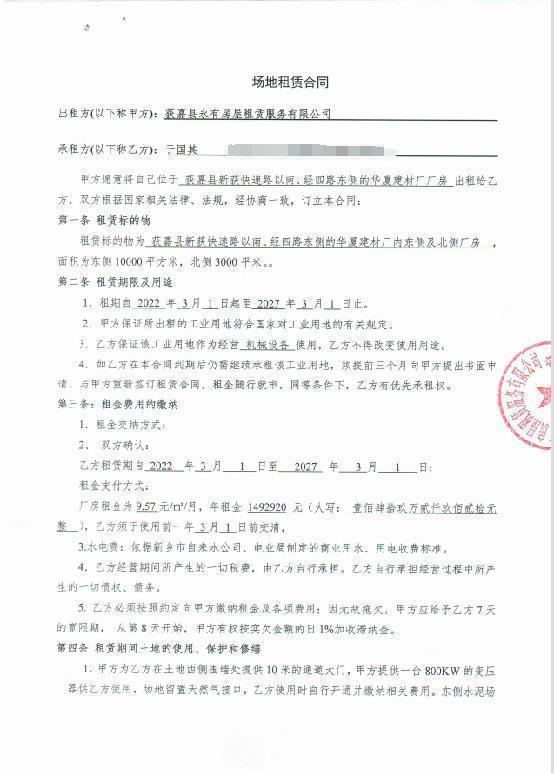 场地租赁合同
出租方(以下称甲方)：获嘉县永有房屋租赁服务有限公司
承租方(以下称乙方)：于国其
甲方愿意将自己位于 获嘉县新获快速路以南、经四路东侧的华夏建材厂厂房 出租给乙
方，双方根据国家相关法律、法规，经协商一致，订立本合同：
第一条 租赁标的物
租赁标的物为 获嘉县新获快速路以南、经四路东侧的华夏建材厂内东侧及北侧厂房 ，
面积为东侧10000平方米，北侧3000平米。。
第二条 租赁期限及用途
1. 租期自 2022 年 3 月 1 日起至 2027 年 3 月 1 日止。
2. 甲方保证所出租的工业用地符合国家对工业用地的有关规定。
3. 乙方保证该工业用地作为经营 机械设备 使用，乙方不得改变使用用途。
4. 如乙方在本合同到期后仍需继续承租该工业用地，须提前三个月向甲方提出书面申
请，与甲方重新签订租赁合同，租金随行就市，同等条件下，乙方有优先承租权。
第三条：租金费用的缴纳
1. 租金交纳方式：
2. 双方确认：
乙方租赁期自 2022 年 3 月 1 日至 2027 年 3 月 1 日；
租金支付方式：
厂房租金为 9.57 元/㎡/月，年租金 1492920 元（大写： 壹佰肆拾玖万贰仟玖佰贰拾元
整 ），乙方须于使用前一年 3 月 1 日前交清，
3.水电费：依据新乡市自来水公司、电业局制定的商业用水、用电收费标准。
4. 乙方经营期间所产生的一切税费，由乙方自行承担。乙方自行承担经营过程中所产
生的一切债权、债务。
5. 乙方必须按照约定向甲方缴纳租金及各项费用；因无故拖欠，甲方应给予乙方7天
的宽限期， 从第8天开始，甲方有权按实欠金额的日1%加收滞纳金。
第四条 租赁期间土地的使用、保护和修缮
1. 甲方为乙方在土地南侧围墙处提供10米的通道大门，甲方提供一台800KW的变压
器供乙方使用，场地留置天然气接口，乙方使用时自行开通并缴纳相关费用。东侧水泥场